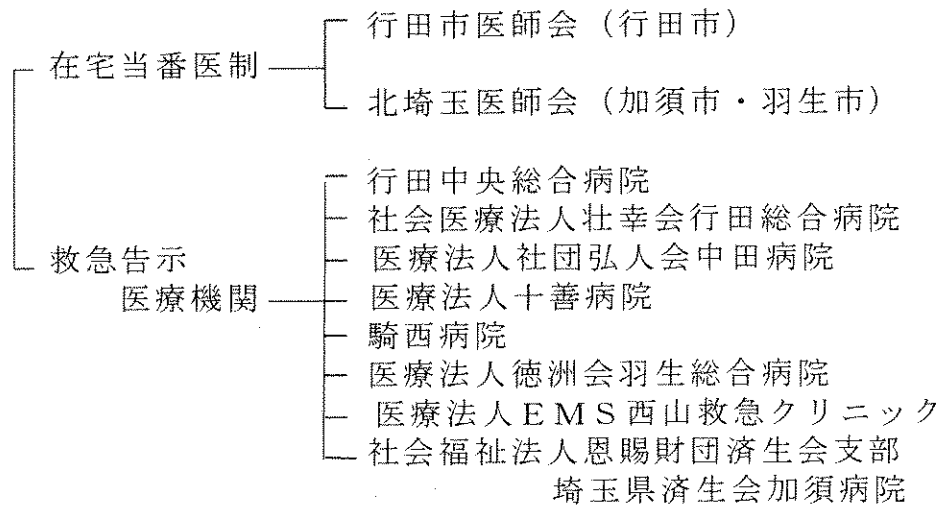 行田市医師会（行田市）
在宅当番医制
北埼玉医師会（加須市・羽生市）
行田中央総合病院
社会医療法人壮幸会行田総合病院
救急告示
医療法人社団弘人会中田病院
医療機関
医療法人十善病院
騎西病院
医療法人徳洲会羽生総合病院
医療法人ＥＭＳ西山救急クリニック
社会福祉法人恩賜財団済生会支部
埼玉県済生会加須病院